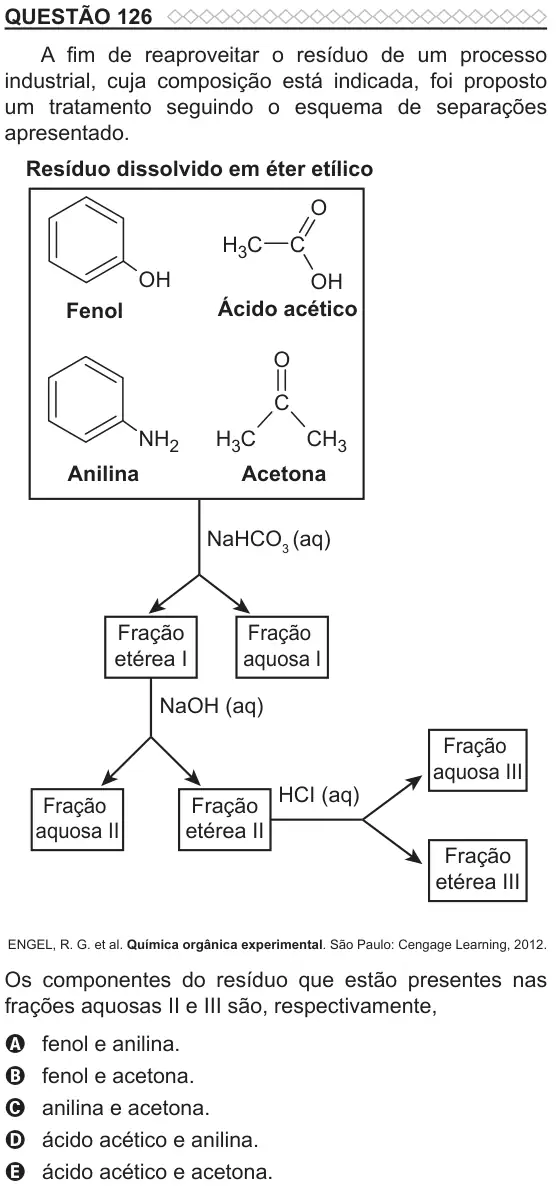 QUESTÃO 126
A fim de reaproveitar o resíduo de um processo
industrial, cuja composição está indicada, foi proposto
um tratamento seguindo o esquema de separações
apresentado.
Resíduo dissolvido em éter etílico
OH
Fenol
O
H₃C C
OH
Ácido acético
NH₂
Anilina
O
C
H₃C CH₃
Acetona
NaHCO₃ (aq)
Fração
etérea I
Fração
aquosa I
NaOH (aq)
Fração
aquosa II
Fração
etérea II
HCl (aq)
Fração
aquosa III
Fração
etérea III
ENGEL, R. G. et al. Química orgânica experimental. São Paulo: Cengage Learning, 2012.
Os componentes do resíduo que estão presentes nas
frações aquosas II e III são, respectivamente,
A fenol e anilina.
B fenol e acetona.
C anilina e acetona.
D ácido acético e anilina.
E ácido acético e acetona.